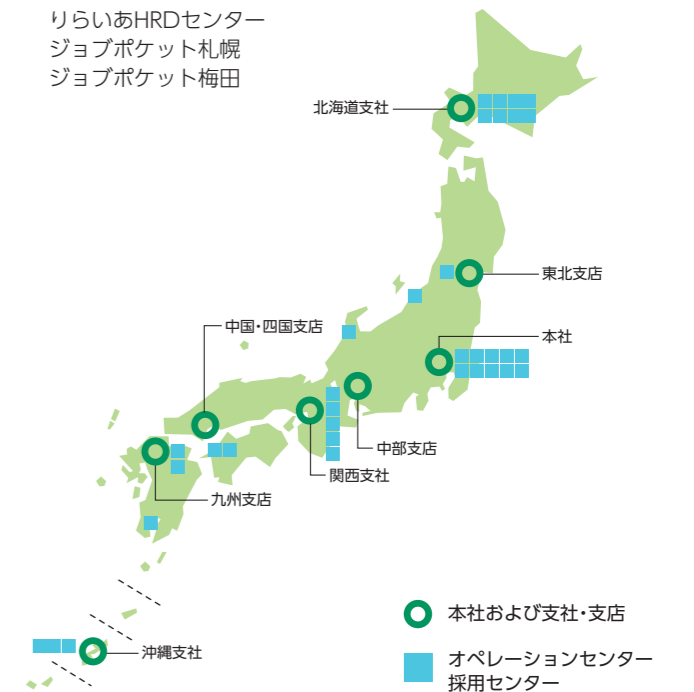 りらいあHRDセンター
ジョブポケット札幌
ジョブポケット梅田
北海道支社
東北支店
中国・四国支店
本社
中部支店
関西支社
九州支店
沖縄支社
本社および支社・支店
オペレーションセンター
採用センター